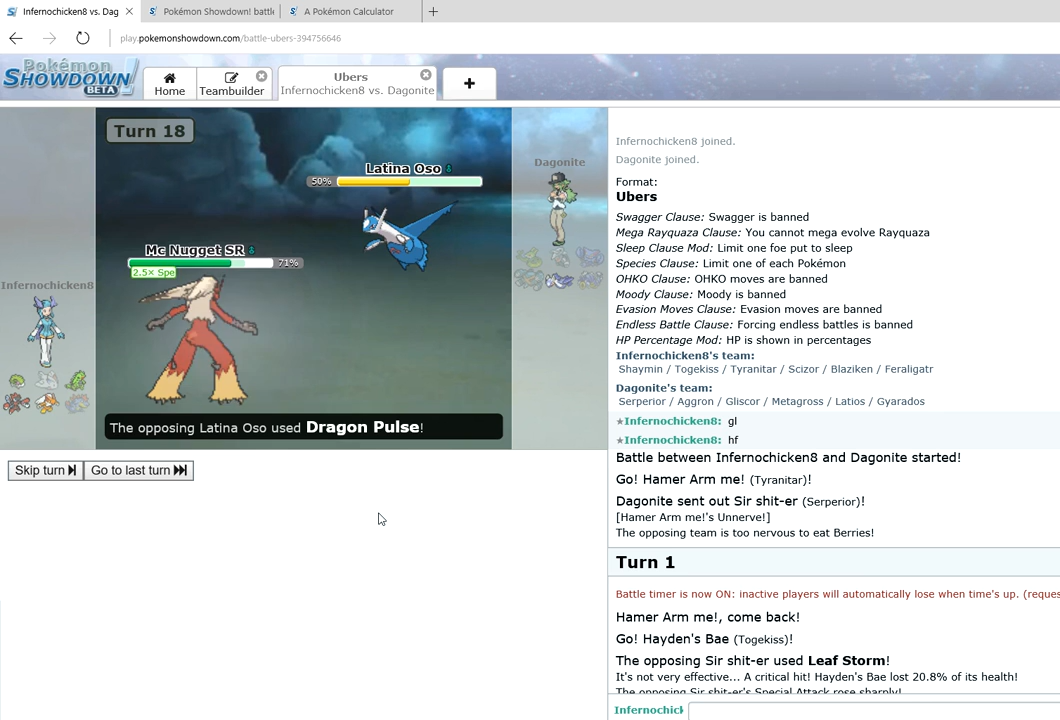 Infernochicken8 vs. Dag
Pokémon Showdown! battl
A Pokémon Calculator
play.pokemonshowdown.com/battle-ubers-394756646
Pokémon
SHOWDOWN!
BETA
Home
Teambuilder
Ubers
Infernochicken8 vs. Dagonite
Turn 18
Latina Oso
50%
Mc Nugget SR
71%
2.5× Spe
Infernochicken8
Dagonite
The opposing Latina Oso used Dragon Pulse!
Skip turn
Go to last turn
Infernochicken8 joined.
Dagonite joined.
Format:
Ubers
Swagger Clause: Swagger is banned
Mega Rayquaza Clause: You cannot mega evolve Rayquaza
Sleep Clause Mod: Limit one foe put to sleep
Species Clause: Limit one of each Pokémon
OHKO Clause: OHKO moves are banned
Moody Clause: Moody is banned
Evasion Moves Clause: Evasion moves are banned
Endless Battle Clause: Forcing endless battles is banned
HP Percentage Mod: HP is shown in percentages
Infernochicken8's team:
Shaymin / Togekiss / Tyranitar / Scizor / Blaziken / Feraligatr
Dagonite's team:
Serperior / Aggron / Gliscor / Metagross / Latios / Gyarados
★Infernochicken8: gl
★Infernochicken8: hf
Battle between Infernochicken8 and Dagonite started!
Go! Hamer Arm me! (Tyranitar)!
Dagonite sent out Sir shit-er (Serperior)!
[Hamer Arm me!'s Unnerve!]
The opposing team is too nervous to eat Berries!
Turn 1
Battle timer is now ON: inactive players will automatically lose when time's up. (reques
Hamer Arm me!, come back!
Go! Hayden's Bae (Togekiss)!
The opposing Sir shit-er used Leaf Storm!
It's not very effective... A critical hit! Hayden's Bae lost 20.8% of its health!
The opposing Sir shit-er's Special Attack rose sharply!
Infernochick